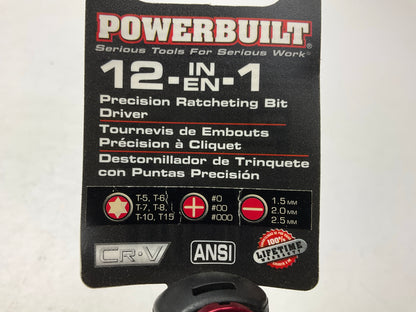 POWERBUILT®
Serious Tools For Serious Work®
12-IN-1
EN
Precision Ratcheting Bit
Driver
Tournevis de Embouts
Précision à Cliquet
Destornillador de Trinquete
con Puntas Precisión
T-5, T-6,
T-7, T-8,
T-10, T15
#0
#00
#000
1.5 MM
2.0 MM
2.5 MM
CR-V
ANSI
100%
LIFETIME